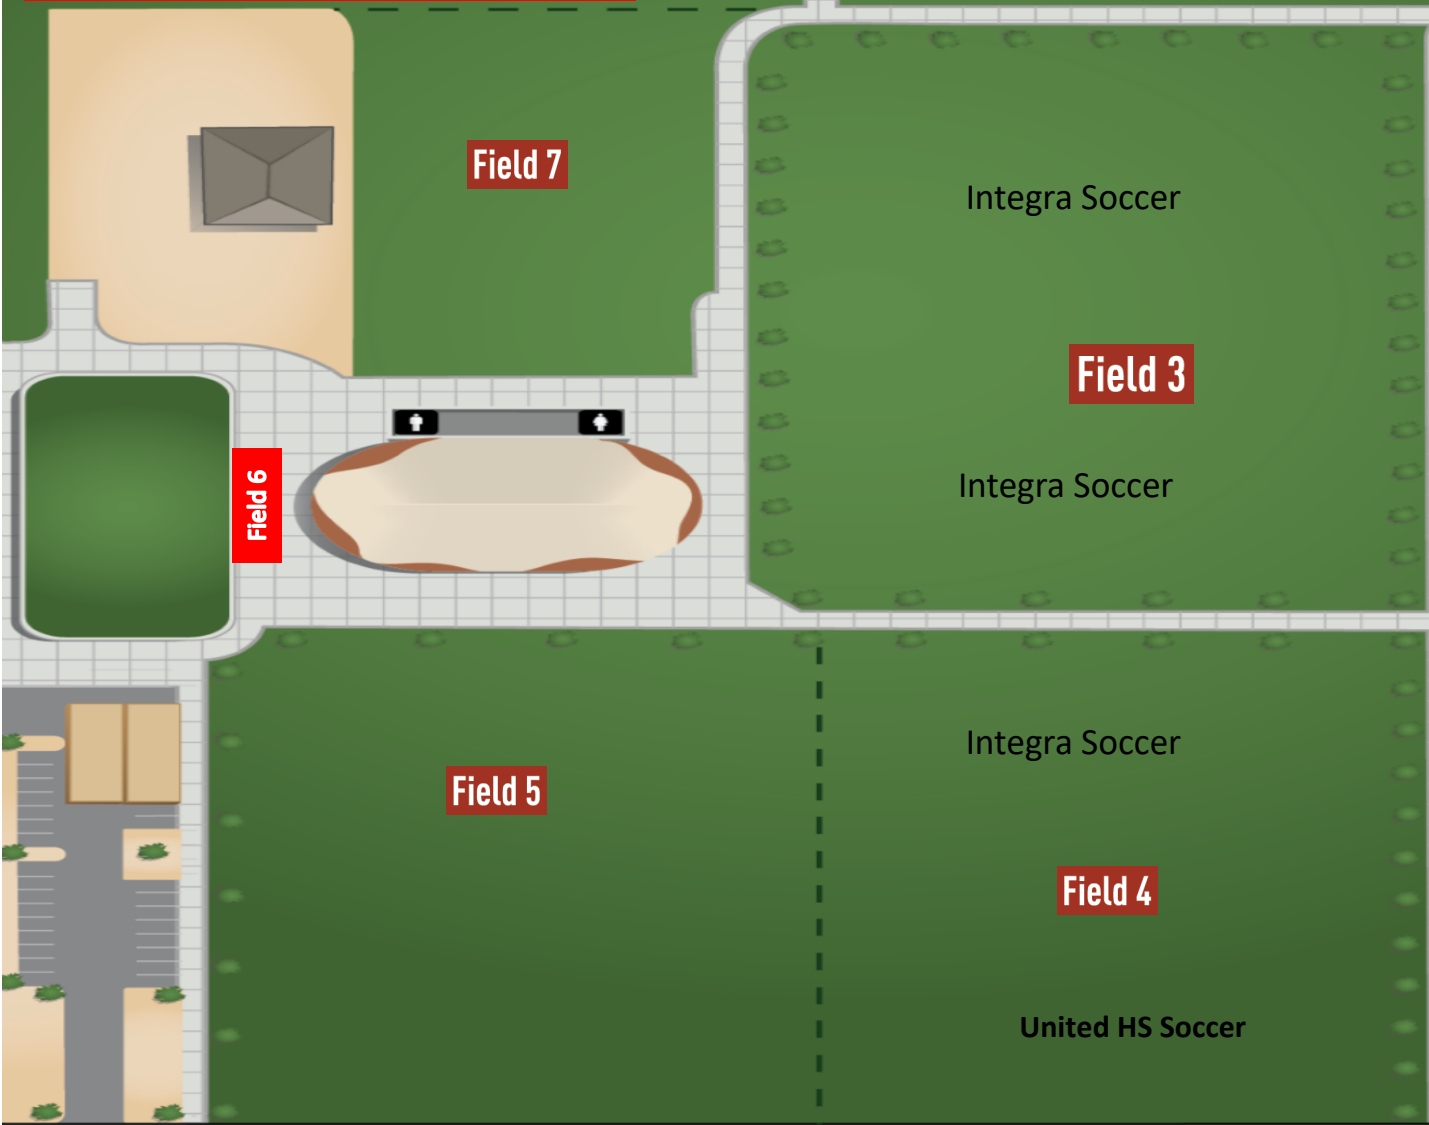 Field 7
Integra Soccer
Field 3
Field 6
Integra Soccer
Integra Soccer
Field 5
Field 4
United HS Soccer